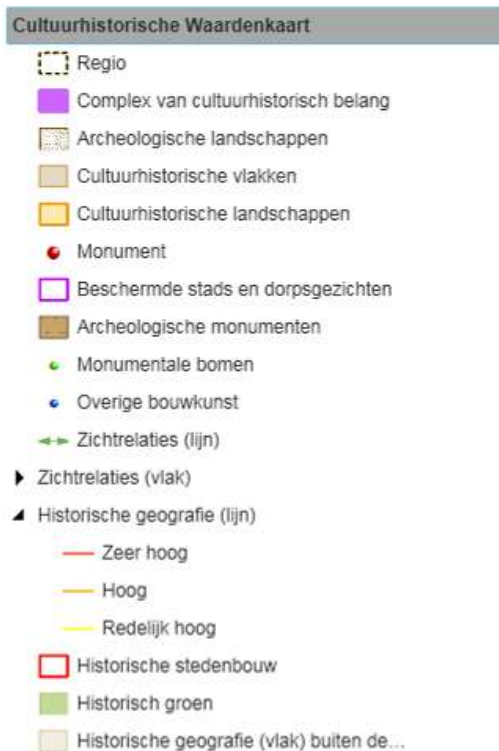 Cultuurhistorische Waardenkaart
Regio
Complex van cultuurhistorisch belang
Archeologische landschappen
Cultuurhistorische vlakken
Cultuurhistorische landschappen
Monument
Beschermde stads en dorpsgezichten
Archeologische monumenten
Monumentale bomen
Overige bouwkunst
Zichtrelaties (lijn)
Zichtrelaties (vlak)
Historische geografie (lijn)
Zeer hoog
Hoog
Redelijk hoog
Historische stedenbouw
Historisch groen
Historische geografie (vlak) buiten de...